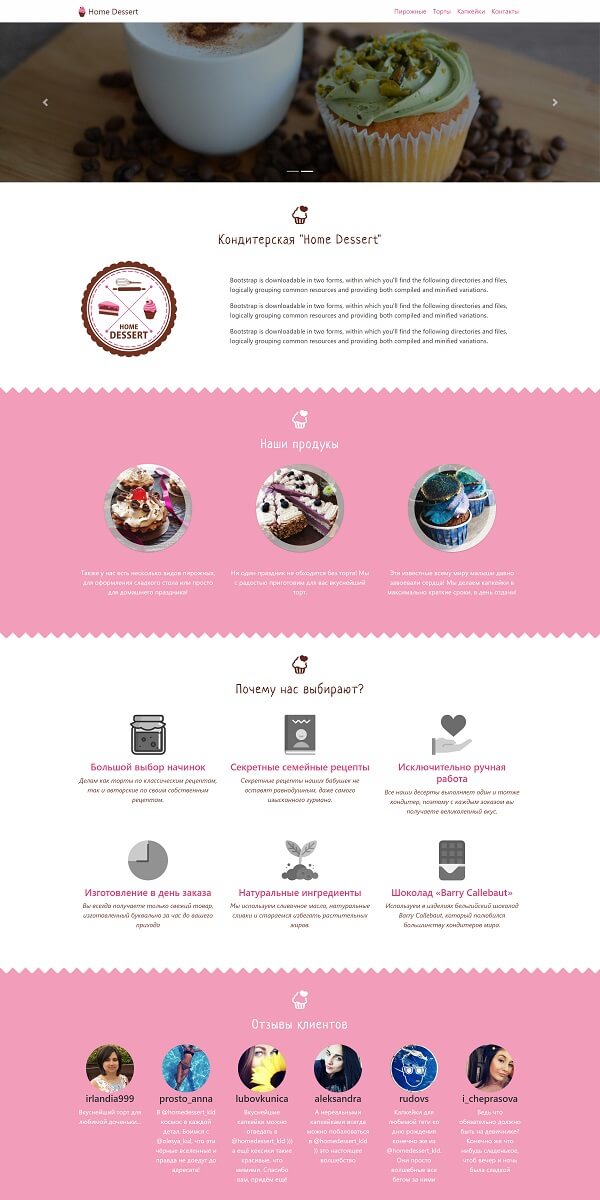 Home Dessert
Пирожные Торты Капкейки Контакты
Кондитерская "Home Dessert"
HOME
DESSERT
Bootstrap is downloadable in two forms, within which you'll find the following directories and files,
logically grouping common resources and providing both compiled and minified variations.
Bootstrap is downloadable in two forms, within which you'll find the following directories and files,
logically grouping common resources and providing both compiled and minified variations.
Bootstrap is downloadable in two forms, within which you'll find the following directories and files,
logically grouping common resources and providing both compiled and minified variations.
Наши продукы
Также у нас есть несколько видов пирожных,
для оформления сладкого стола или просто
для домашнего праздника!
Ни один праздник не обходится без торта! Мы
с радостью приготовим для вас вкуснейший
торт.
Эти известные всему миру малыши давно
завоевали сердца! Мы делаем капкейки в
максимально краткие сроки, в день отдачи!
Почему нас выбирают?
Большой выбор начинок
Делам как торты по классическим рецептам,
так и авторские по своим собственным
рецептам.
Секретные семейные рецепты
Секретные рецепты наших бабушек не
оставят равнодушным, даже самого
изысканного гурмана.
Исключительно ручная
работа
Все наши десерты выполняет один и тотже
кондитер, поэтому с каждым заказом вы
получаете великолепный вкус.
Изготовление в день заказа
Вы всегда получаете только свежий товар,
изготовленный буквально за час до вашего
прихода
Натуральные ингредиенты
Мы используем сливочное масла, натуральные
сливки и стараемся избегать растительных
жиров.
Шоколад «Barry Callebaut»
Используем в изделиях бельгийский шоколад
Barry Callebaut, который полюбился
большинству кондитеров мира.
Отзывы клиентов
irlandia999
Вкуснейший торт для
любимой доченьки...
prosto_anna
В @homedessert_kld
космос в каждой
детал. Боимся с
что эти
чёрные вселенные и
правда не доедут до
адресата!
lubovkunica
Вкуснейшие
капкейки можно
отведать в
@homedessert_kld )))
а ещё кексики такие
красивые, что
мимими. Спасибо
вам, придём ещё!
aleksandra
А нереальными
капкейками всегда
можно побаловаться
в @homedessert_kld
)) это настоящее
волшебство
rudovs
Капкейки для
любимой тети ко
дню рождения
конечно же из
@homedessert_kld.
Они просто
волшебные все
бегом за ними
i_cheprasova
Ведь что
обязательно должно
быть на девичнике?
Конечно же что
нибудь сладенькое,
чтоб вечер и ночь
была сладкой